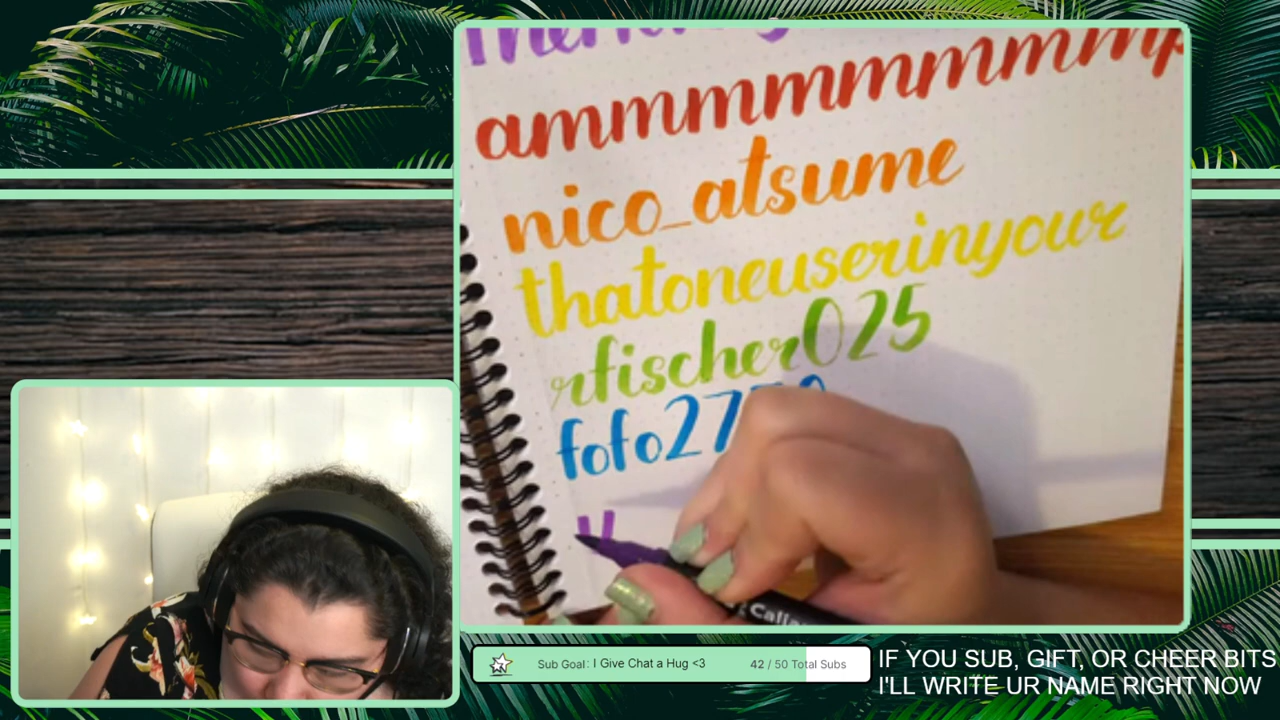 ammmmmmmmp
nico_atsume
thatoneuserinyour
rfischer025
fofo27
Sub Goal: I Give Chat a Hug <3 42 / 50 Total Subs
IF YOU SUB, GIFT, OR CHEER BITS
I'LL WRITE UR NAME RIGHT NOW